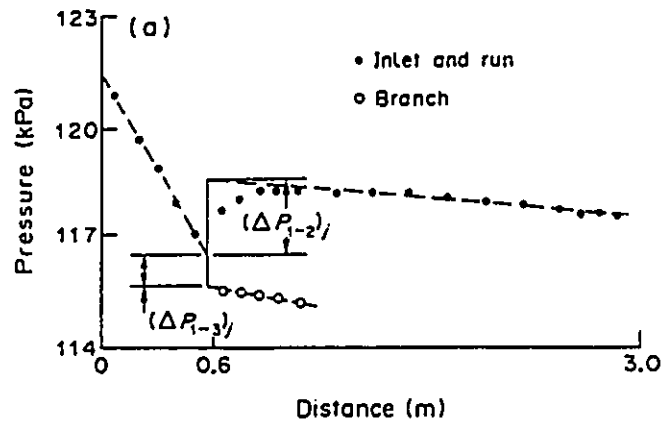 (a)
• Inlet and run
○ Branch
Pressure (kPa)
123
120
117
114
(ΔP₁₋₂)ⱼ
(ΔP₁₋₃)ⱼ
0
0.6
3.0
Distance (m)